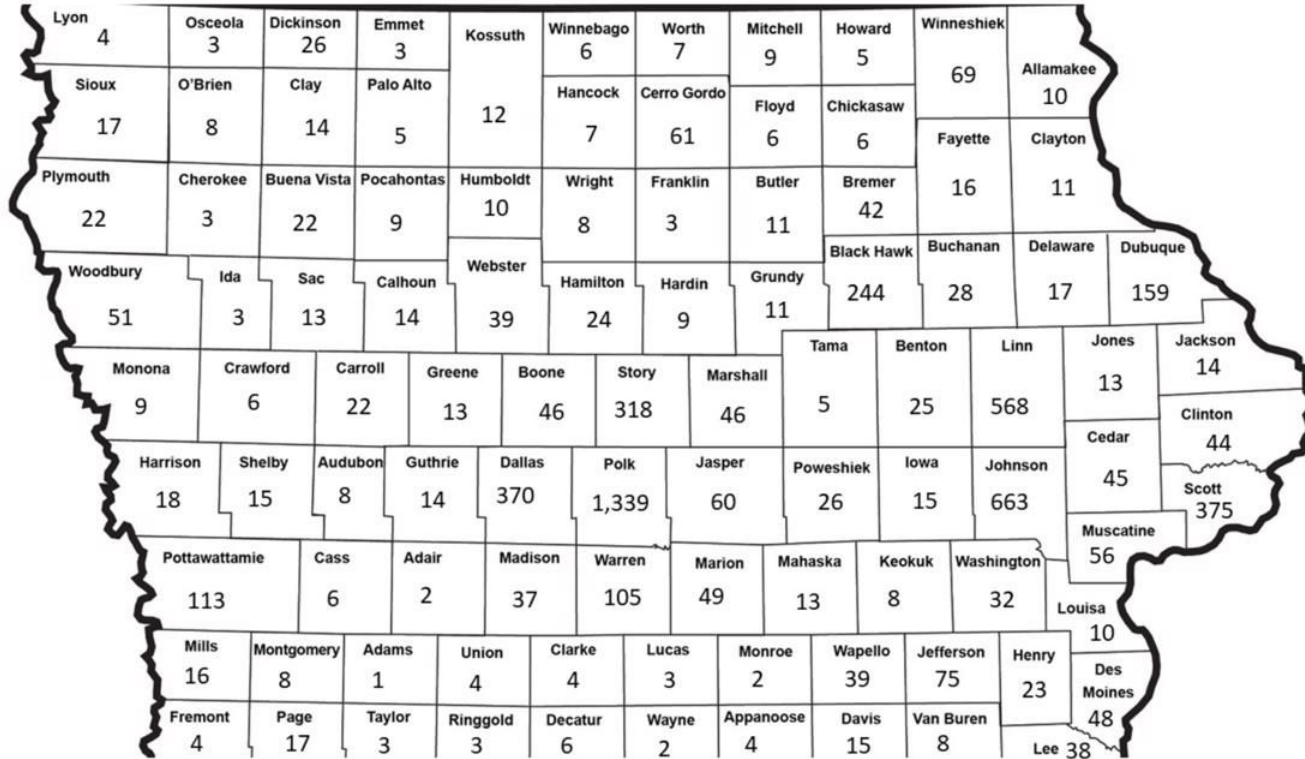 Lyon
4
Osceola
3
Dickinson
26
Emmet
3
Kossuth
12
Winnebago
6
Worth
7
Mitchell
9
Howard
5
Winneshiek
69
Allamakee
10
Sioux
17
O'Brien
8
Clay
14
Palo Alto
5
Hancock
7
Cerro Gordo
61
Floyd
6
Chickasaw
6
Fayette
16
Clayton
11
Plymouth
22
Cherokee
3
Buena Vista
22
Pocahontas
9
Humboldt
10
Wright
8
Franklin
3
Butler
11
Bremer
42
Woodbury
51
Ida
3
Sac
13
Calhoun
14
Webster
39
Hamilton
24
Hardin
9
Grundy
11
Black Hawk
244
Buchanan
28
Delaware
17
Dubuque
159
Monona
9
Crawford
6
Carroll
22
Greene
13
Boone
46
Story
318
Marshall
46
Tama
5
Benton
25
Linn
568
Jones
13
Jackson
14
Clinton
44
Cedar
45
Scott
375
Harrison
18
Shelby
15
Audubon
8
Guthrie
14
Dallas
370
Polk
1,339
Jasper
60
Poweshiek
26
Iowa
15
Johnson
663
Muscatine
56
Pottawattamie
113
Cass
6
Adair
2
Madison
37
Warren
105
Marion
49
Mahaska
13
Keokuk
8
Washington
32
Louisa
10
Mills
16
Montgomery
8
Adams
1
Union
4
Clarke
4
Lucas
3
Monroe
2
Wapello
39
Jefferson
75
Henry
23
Des
Moines
48
Fremont
4
Page
17
Taylor
3
Ringgold
3
Decatur
6
Wayne
2
Appanoose
4
Davis
15
Van Buren
8
Lee 38